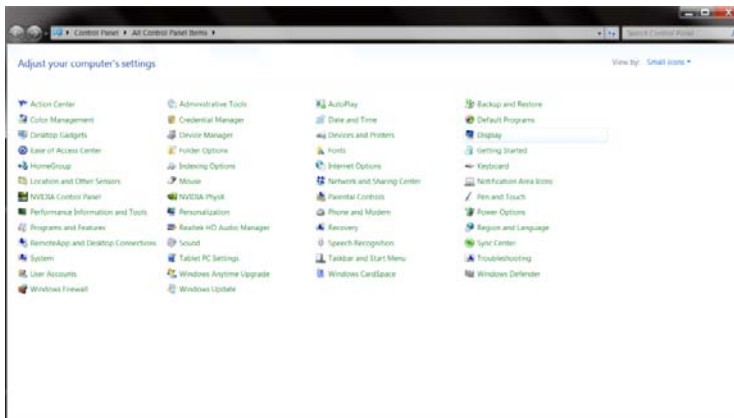 Control Panel ▸ All Control Panel Items ▸
Search Control Panel
Adjust your computer's settings
View by: Small icons
Action Center
Administrative Tools
AutoPlay
Backup and Restore
Color Management
Credential Manager
Date and Time
Default Programs
Desktop Gadgets
Device Manager
Devices and Printers
Display
Ease of Access Center
Folder Options
Fonts
Getting Started
HomeGroup
Indexing Options
Internet Options
Keyboard
Location and Other Sensors
Mouse
Network and Sharing Center
Notification Area Icons
NVIDIA Control Panel
NVIDIA PhysX
Parental Controls
Pen and Touch
Performance Information and Tools
Personalization
Phone and Modem
Power Options
Programs and Features
Realtek HD Audio Manager
Recovery
Region and Language
RemoteApp and Desktop Connections
Sound
Speech Recognition
Sync Center
System
Tablet PC Settings
Taskbar and Start Menu
Troubleshooting
User Accounts
Windows Anytime Upgrade
Windows CardSpace
Windows Defender
Windows Firewall
Windows Update